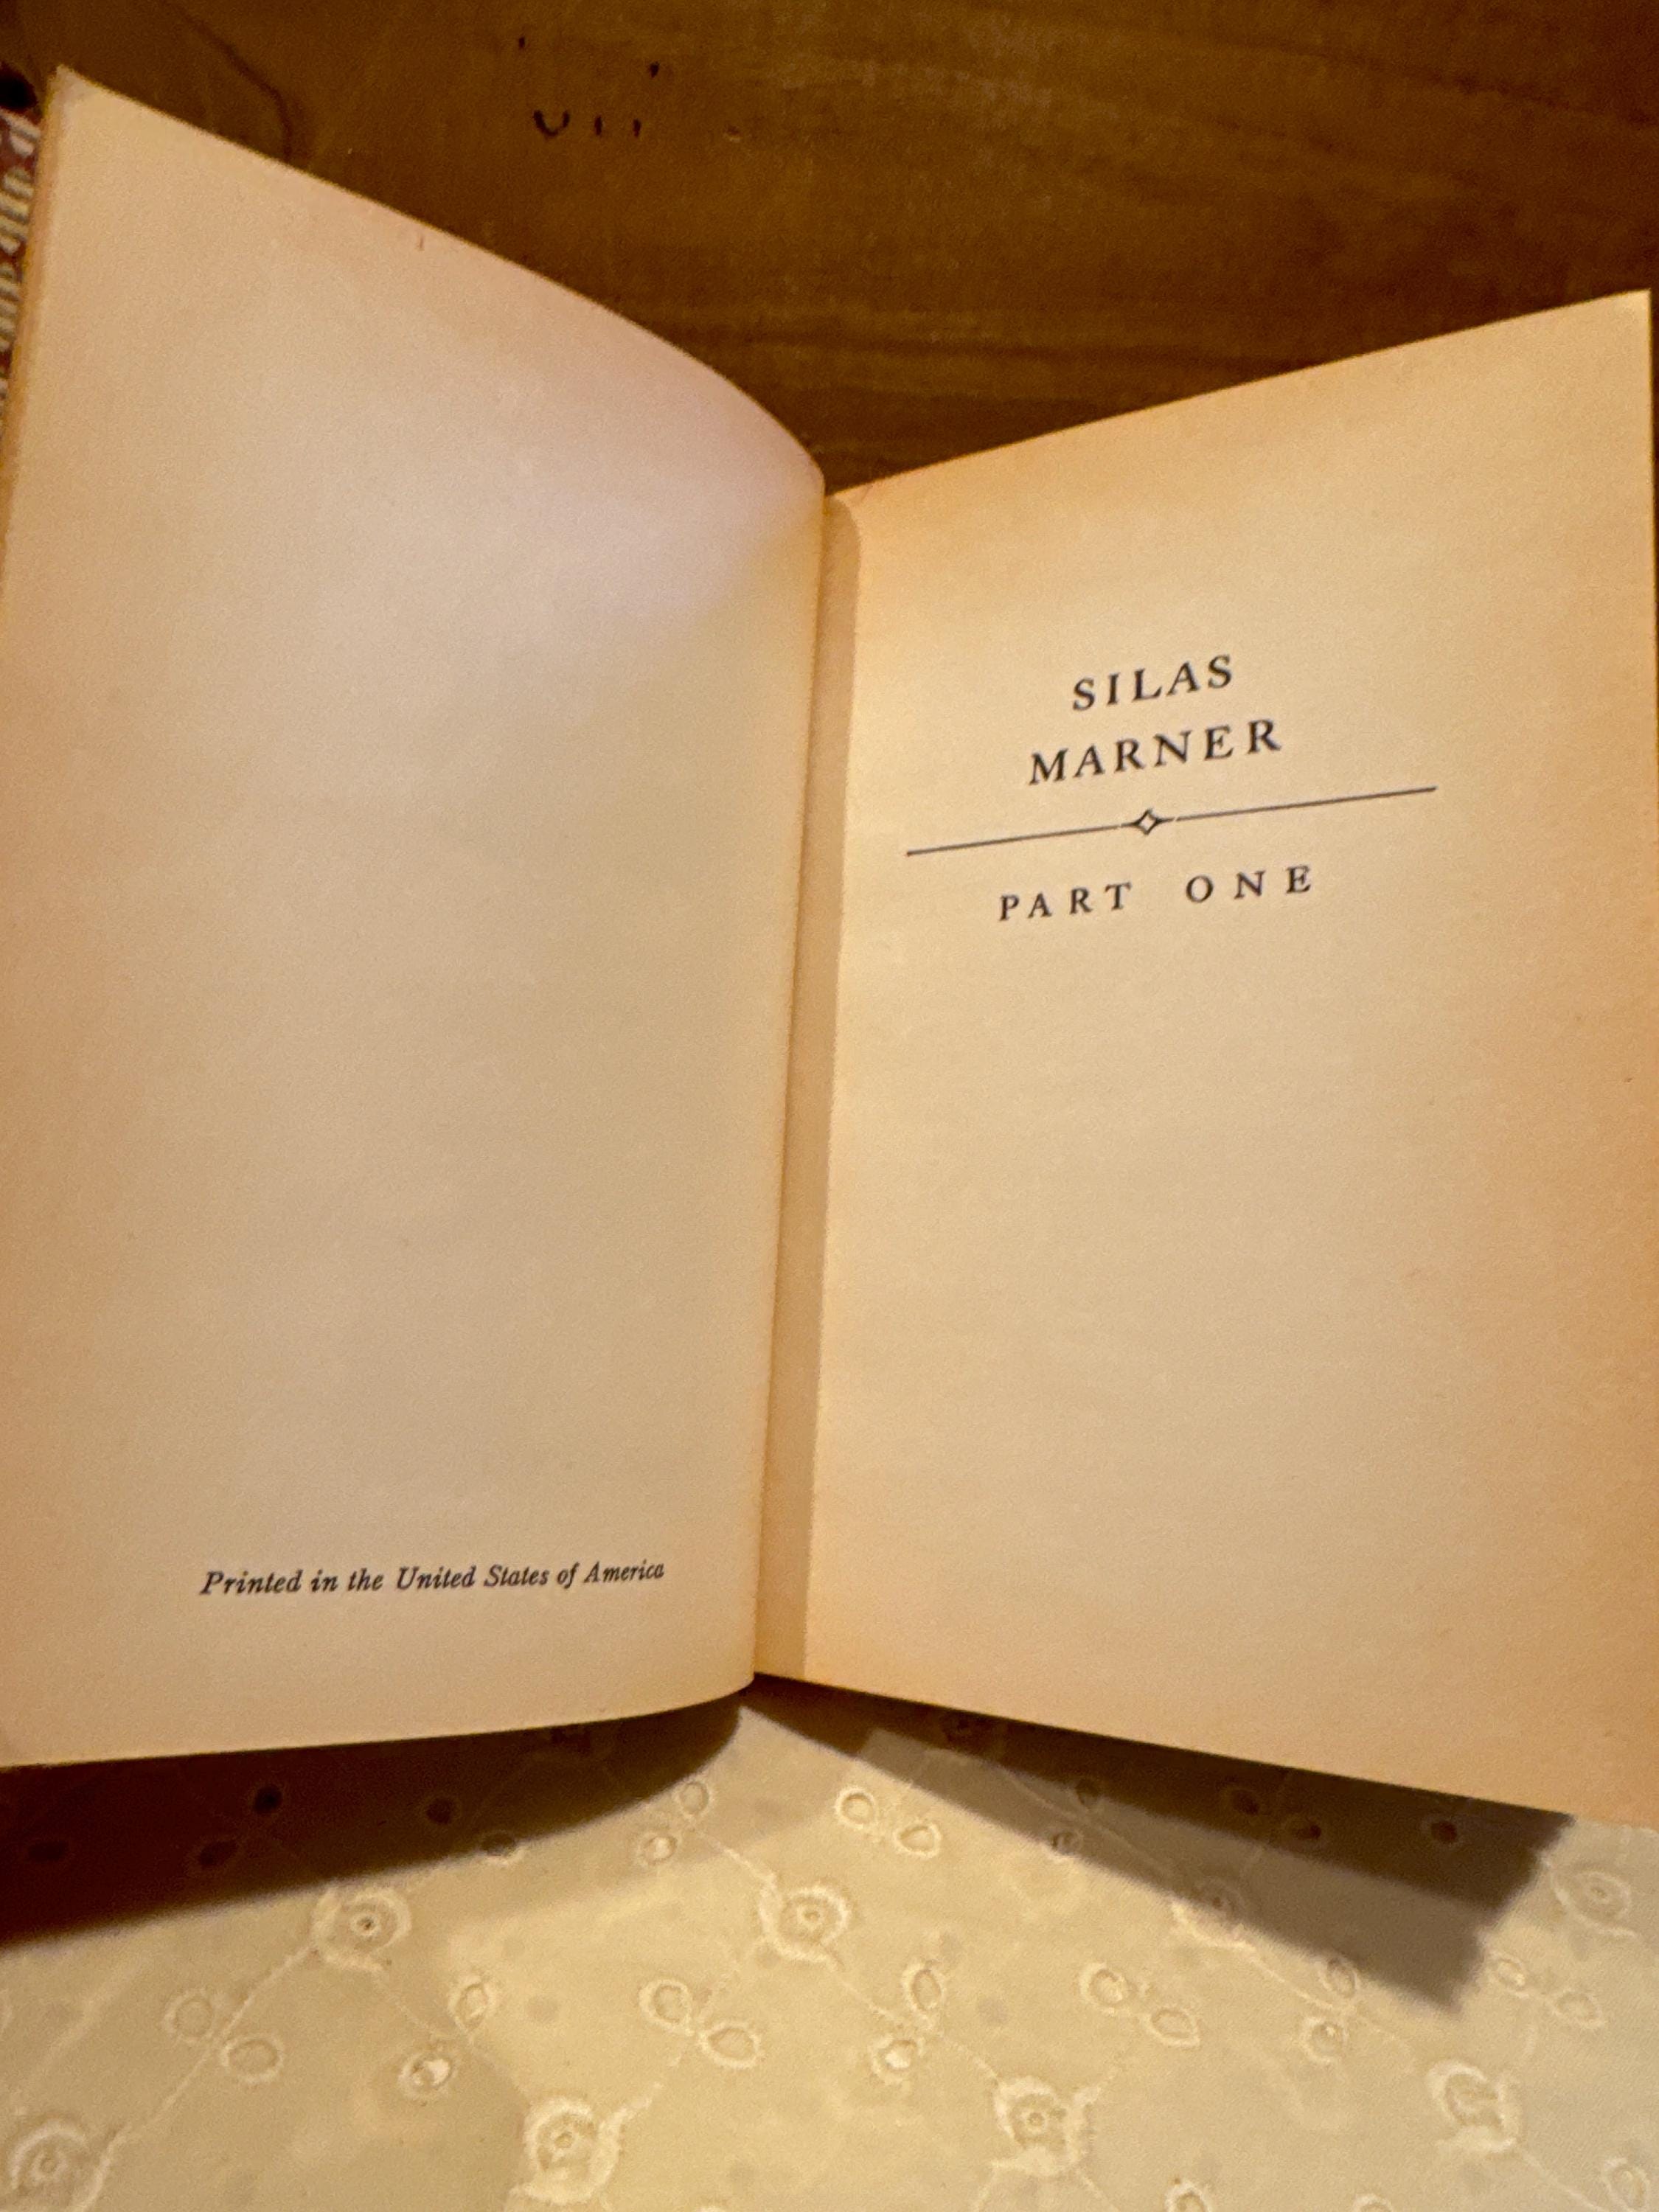 Printed in the United States of America
SILAS
MARNER
PART ONE